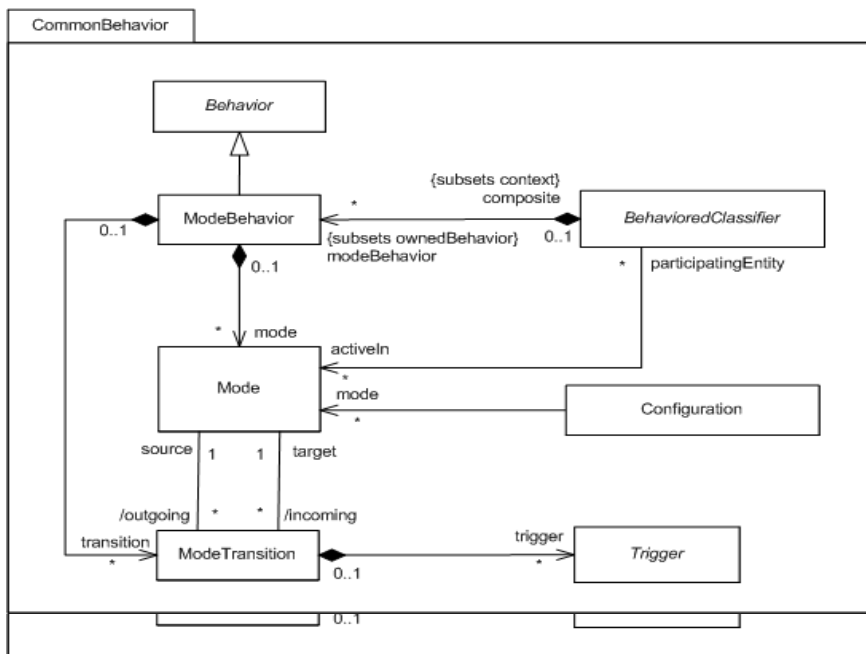 CommonBehavior
Behavior
{subsets context}
composite
*
ModeBehavior
BehavioredClassifier
0..1
0..1
{subsets ownedBehavior}
modeBehavior
0..1
*
participatingEntity
*
mode
activeIn
*
Mode
mode
*
Configuration
source
1
1
target
/outgoing
*
*
/incoming
transition
*
ModeTransition
trigger
*
Trigger
0..1
0..1